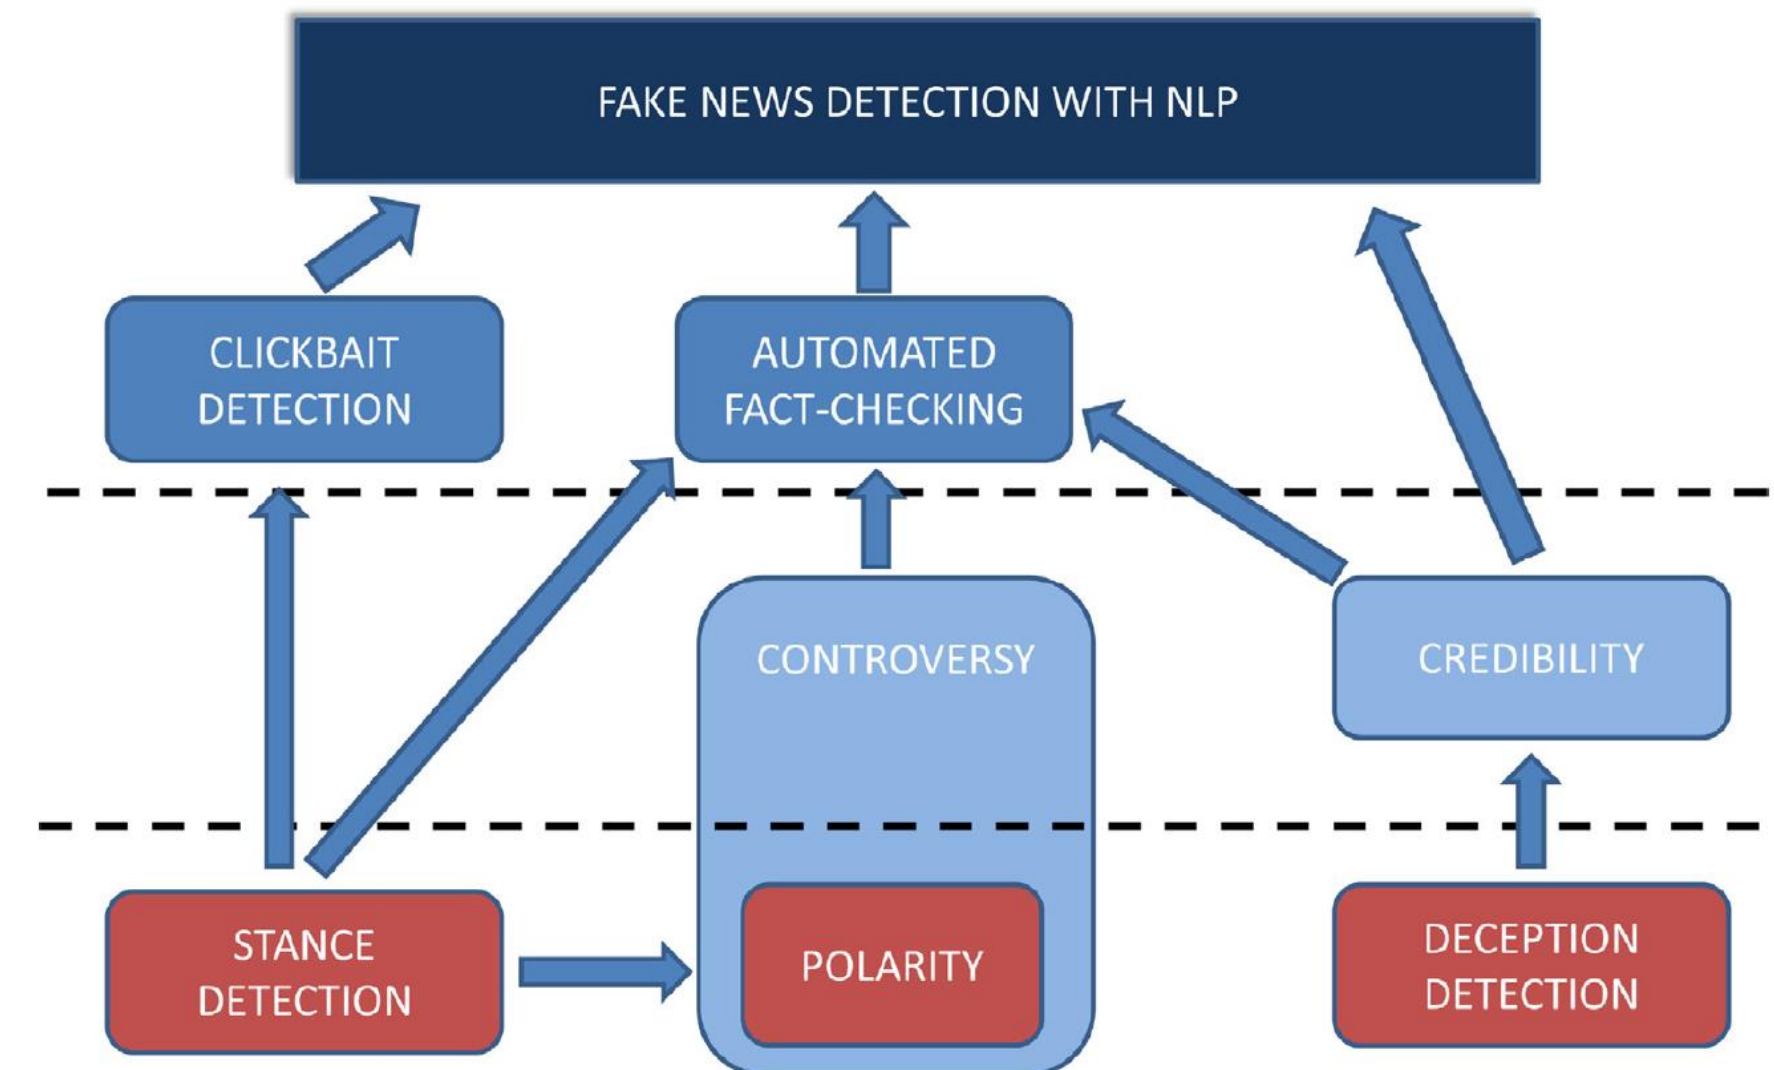 FAKE NEWS DETECTION WITH NLP
CLICKBAIT
DETECTION
AUTOMATED
FACT-CHECKING
CONTROVERSY
CREDIBILITY
STANCE
DETECTION
POLARITY
DECEPTION
DETECTION